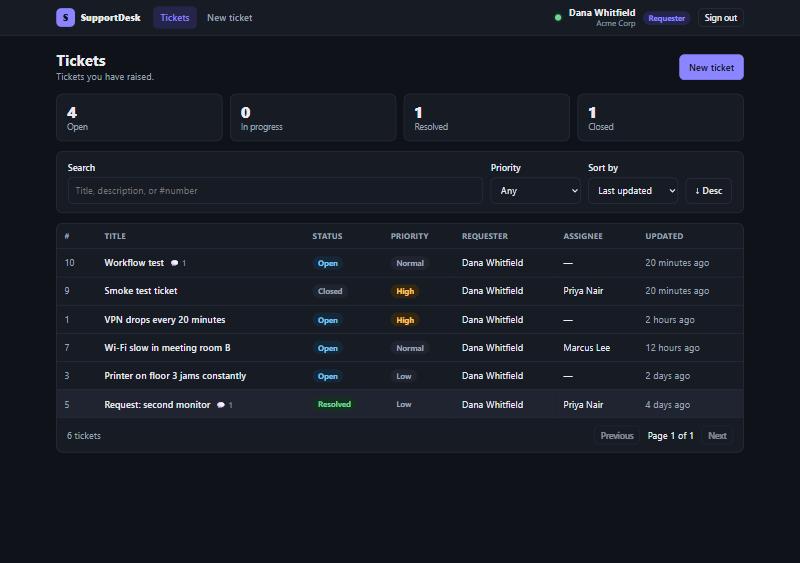 S SupportDesk Tickets New ticket Dana Whitfield Acme Corp Requester Sign out
Tickets
Tickets you have raised.
New ticket
4 Open
0 In progress
1 Resolved
1 Closed
Search
Title, description, or #number
Priority
Any
Sort by
Last updated
↓ Desc
# TITLE STATUS PRIORITY REQUESTER ASSIGNEE UPDATED
10 Workflow test 1 Open Normal Dana Whitfield — 20 minutes ago
9 Smoke test ticket Closed High Dana Whitfield Priya Nair 20 minutes ago
1 VPN drops every 20 minutes Open High Dana Whitfield — 2 hours ago
7 Wi-Fi slow in meeting room B Open Normal Dana Whitfield Marcus Lee 12 hours ago
3 Printer on floor 3 jams constantly Open Low Dana Whitfield — 2 days ago
5 Request: second monitor 1 Resolved Low Dana Whitfield Priya Nair 4 days ago
6 tickets Previous Page 1 of 1 Next